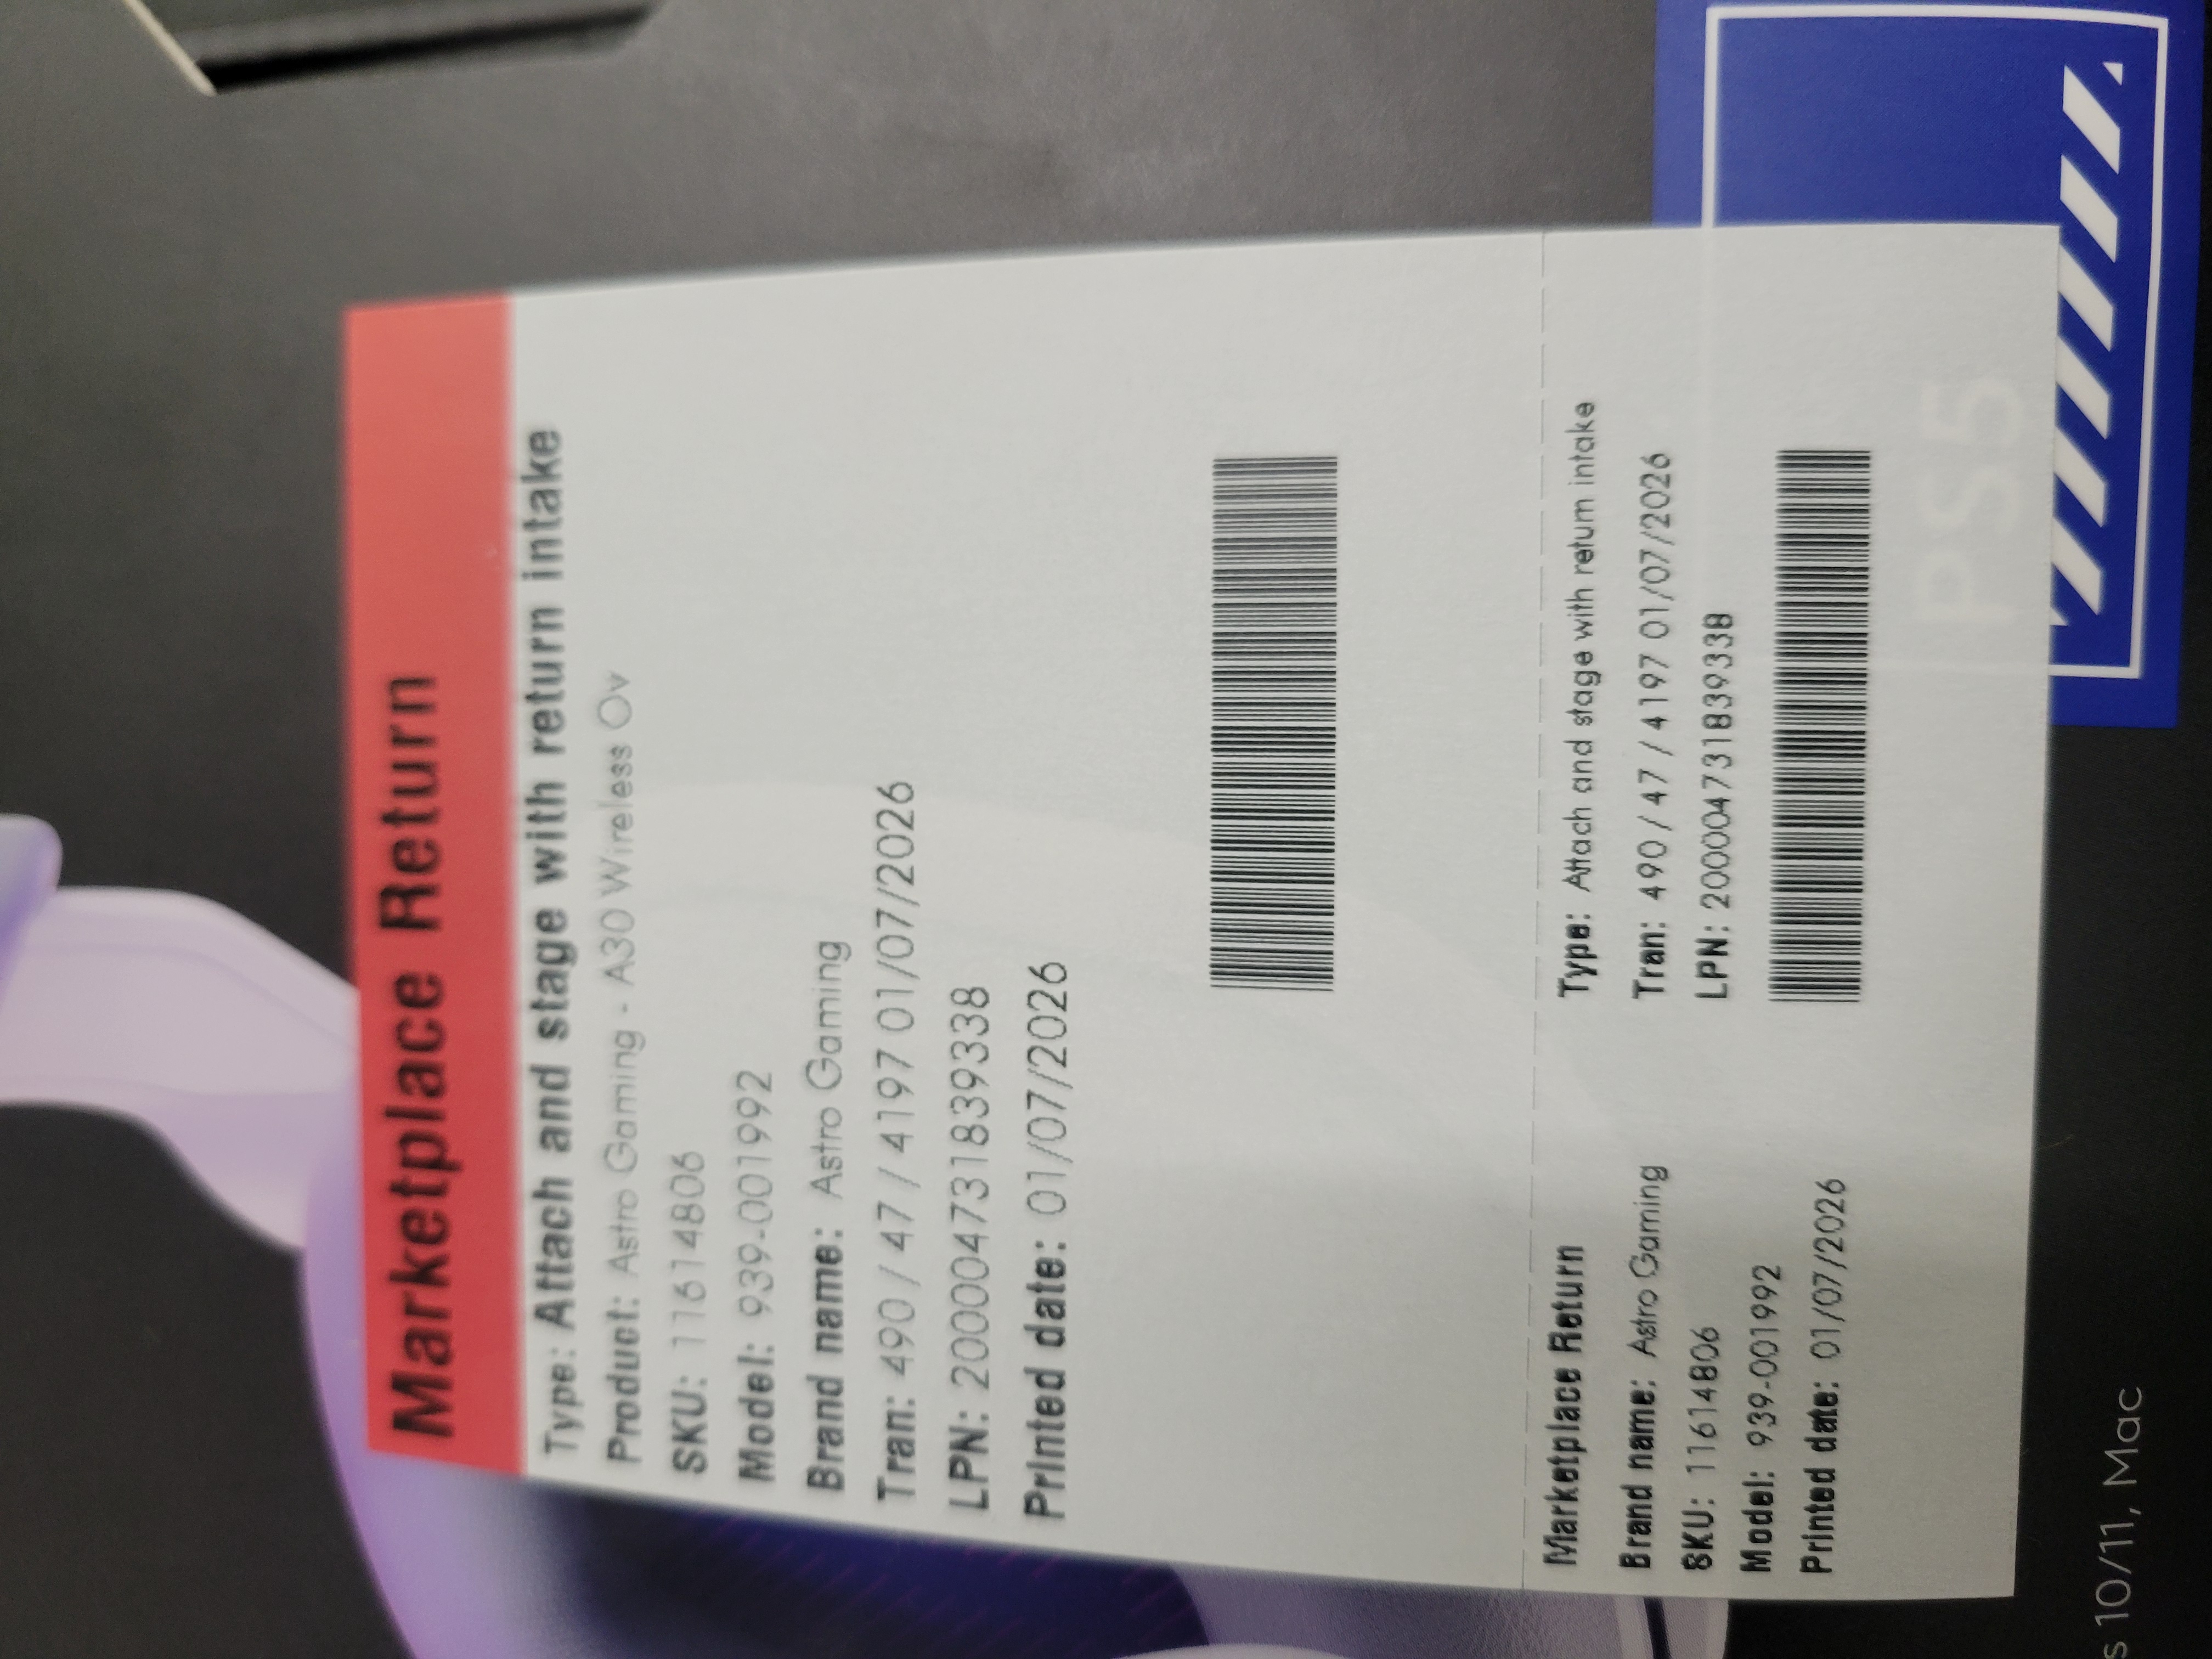 Marketplace Return
Type: Attach and stage with return intake
Product: Astro Gaming - A30 Wireless Ov
SKU: 11614806
Model: 939-001992
Brand name: Astro Gaming
Tran: 490 / 47 / 4197 01/07/2026
LPN: 200004731839338
Printed date: 01/07/2026
Marketplace Return
Brand name: Astro Gaming
SKU: 11614806
Model: 939-001992
Printed date: 01/07/2026
Type: Attach and stage with return intake
Tran: 490 / 47 / 4197 01/07/2026
LPN: 200004731839338
PS5
s 10/11, Mac